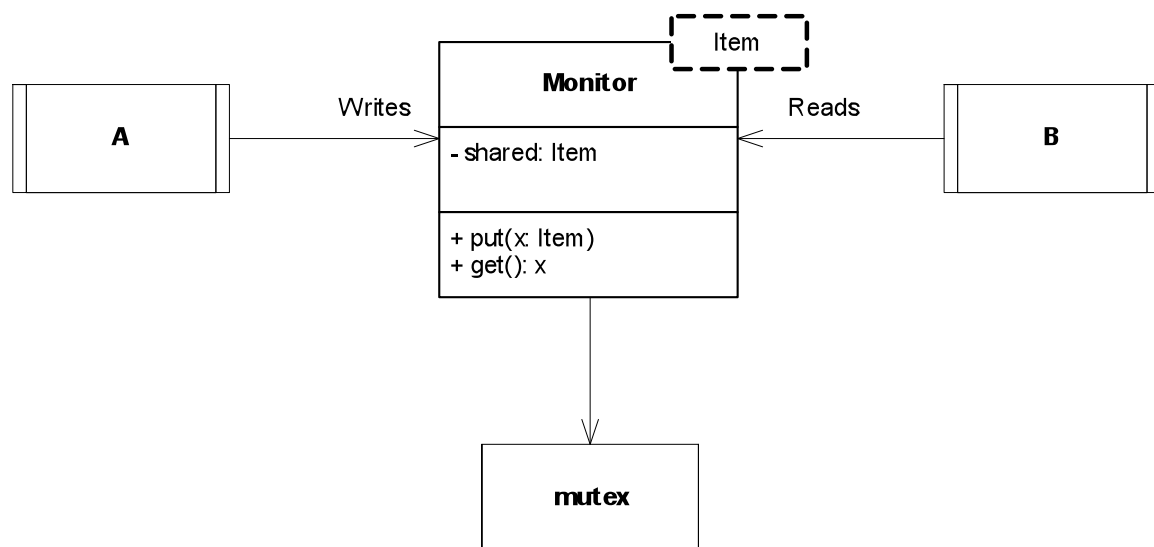 Item
Monitor
Writes
Reads
A
B
- shared: Item
+ put(x: Item)
+ get(): x
mutex